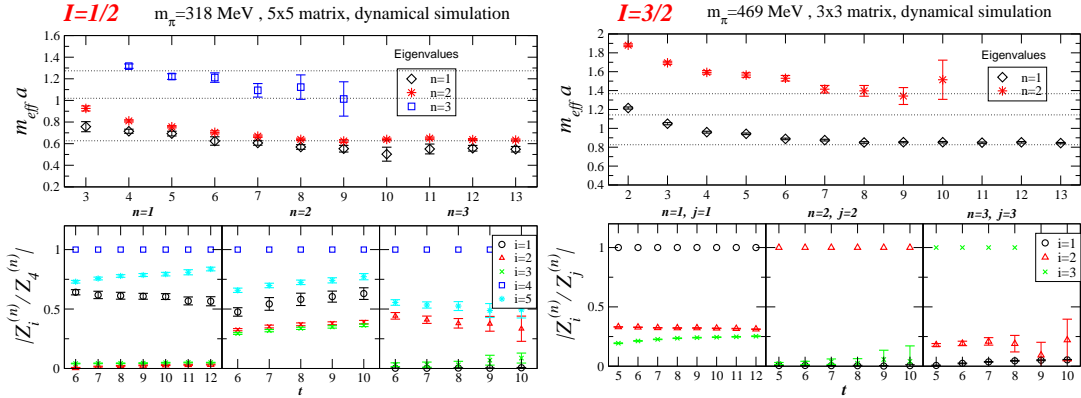 I=1/2
m_π=318 MeV , 5x5 matrix, dynamical simulation
m_eff a
1.6
1.4
1.2
1
0.8
0.6
0.4
0.2
Eigenvalues
n=1
n=2
n=3
3 4 5 6 7 8 9 10 11 12 13
n=1 n=2 n=3
|Z_i^(n)/Z_4^(n)|
1
0.5
0
i=1
i=2
i=3
i=4
i=5
6 7 8 9 10 11 12 6 7 8 9 10 6 7 8 9 10
t
I=3/2
m_π=469 MeV , 3x3 matrix, dynamical simulation
m_eff a
2
1.8
1.6
1.4
1.2
1
0.8
0.6
0.4
Eigenvalues
n=1
n=2
2 3 4 5 6 7 8 9 10 11 12 13
n=1, j=1 n=2, j=2 n=3, j=3
|Z_i^(n)/Z_j^(n)|
1
0.5
0
i=1
i=2
i=3
5 6 7 8 9 10 11 12 5 6 7 8 9 10 5 6 7 8 9 10
t